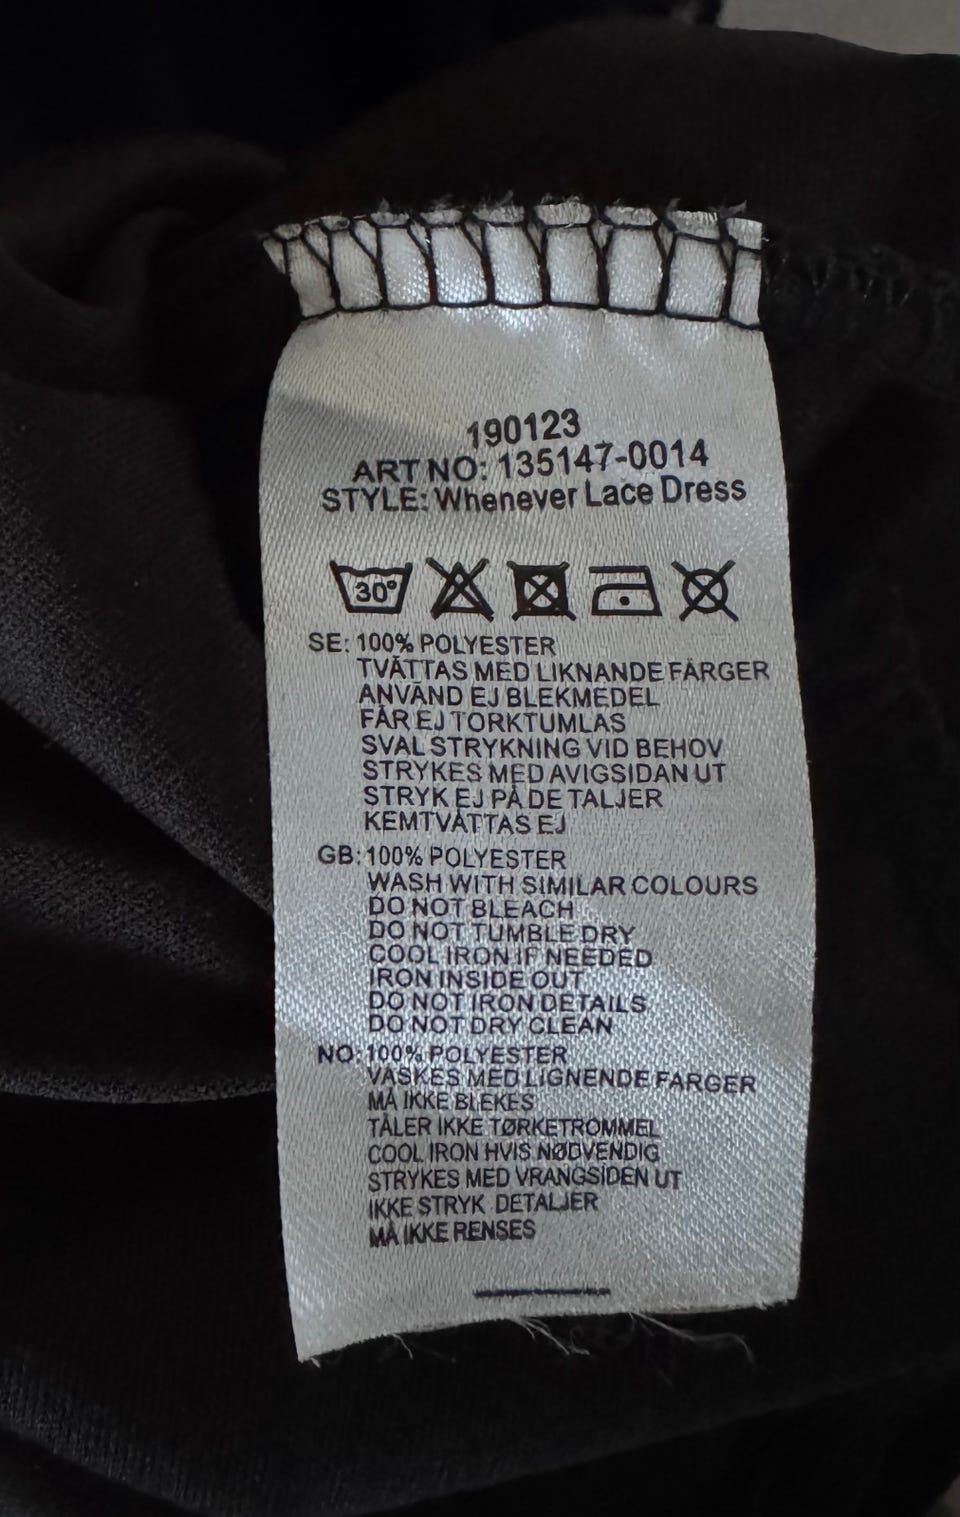 190123
ART NO: 135147-0014
STYLE: Whenever Lace Dress
30°
SE: 100% POLYESTER
TVÄTTAS MED LIKNANDE FÄRGER
ANVÄND EJ BLEKMEDEL
FÅR EJ TORKTUMLAS
SVAL STRYKNING VID BEHOV
STRYKES MED AVIGSIDAN UT
STRYK EJ PÅ DETALJER
KEMTVÄTTAS EJ
GB: 100% POLYESTER
WASH WITH SIMILAR COLOURS
DO NOT BLEACH
DO NOT TUMBLE DRY
COOL IRON IF NEEDED
IRON INSIDE OUT
DO NOT IRON DETAILS
DO NOT DRY CLEAN
NO: 100% POLYESTER
VASKES MED LIGNENDE FARGER
MÅ IKKE BLEKES
TÅLER IKKE TØRKETROMMEL
COOL IRON HVIS NØDVENDIG
STRYKES MED VRANGSIDEN UT
IKKE STRYK DETALJER
MÅ IKKE RENSES